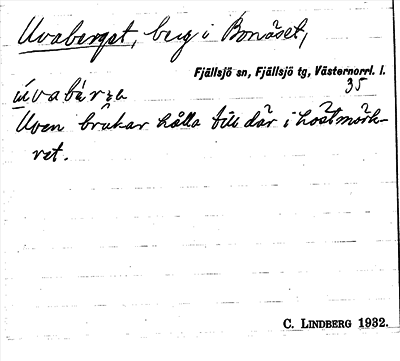 Uvaberget, berg i Bonäset,
Fjällsjö sn, Fjällsjö tg, Västernorrl. l.
35
Uven brukar hålla till där i höstmörk-
ret.
C. LINDBERG 1932.